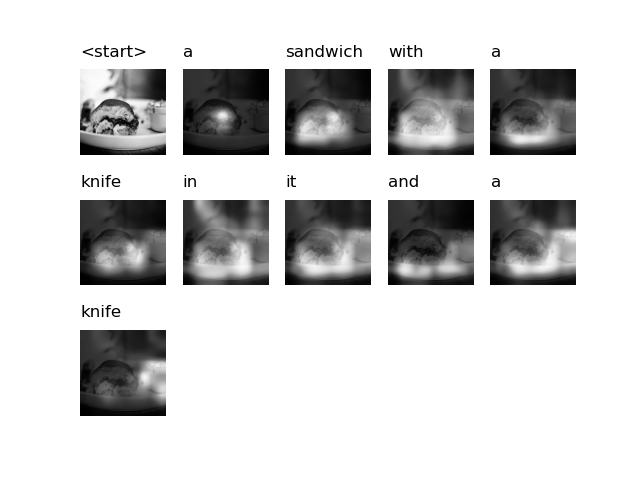 <start> a sandwich with a
knife in it and a
knife